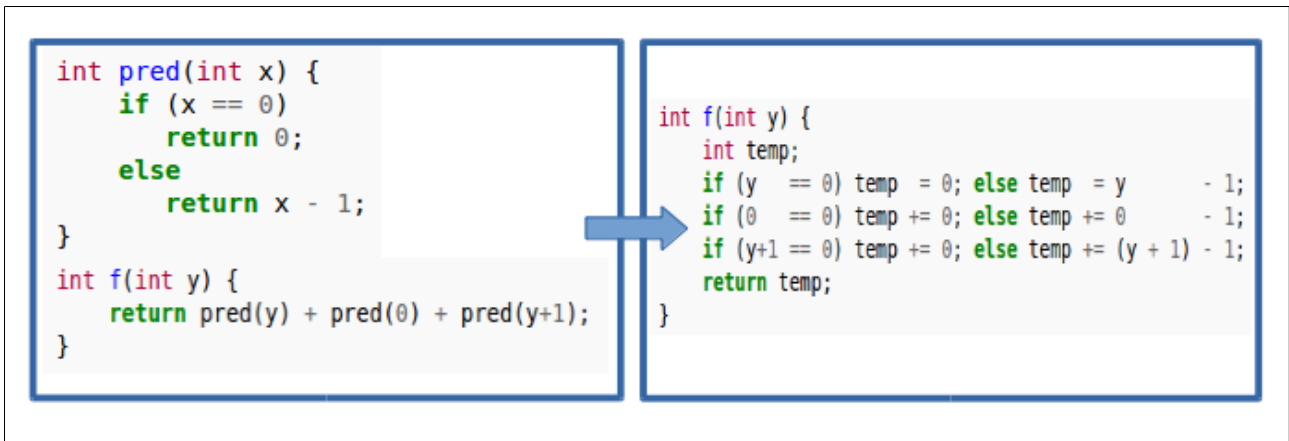 int pred(int x) {
    if (x == 0)
       return 0;
    else
       return x - 1;
}
int f(int y) {
    return pred(y) + pred(0) + pred(y+1);
}
int f(int y) {
    int temp;
    if (y   == 0) temp  = 0; else temp  = y       - 1;
    if (0   == 0) temp += 0; else temp += 0       - 1;
    if (y+1 == 0) temp += 0; else temp += (y + 1) - 1;
    return temp;
}